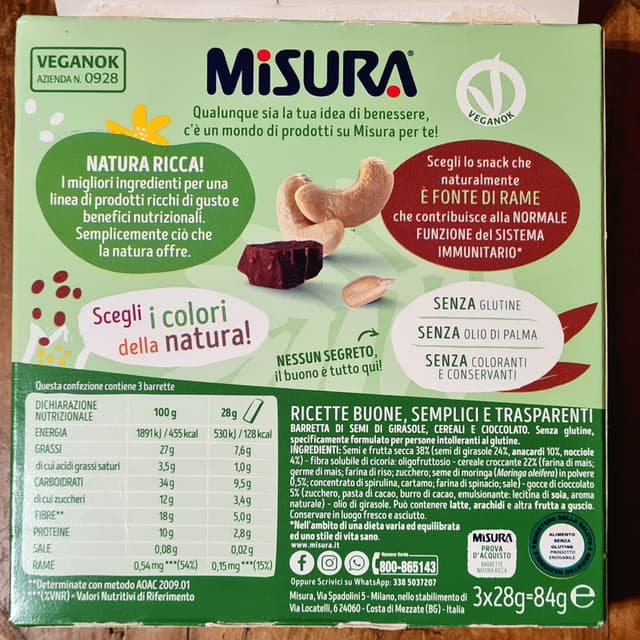 VEGANOK
AZIENDA N. 0928
MiSURA
Qualunque sia la tua idea di benessere,
c'è un mondo di prodotti su Misura per te!
VEGANOK
NATURA RICCA!
I migliori ingredienti per una
linea di prodotti ricchi di gusto e
benefici nutrizionali.
Semplicemente ciò che
la natura offre.
Scegli lo snack che
naturalmente
È FONTE DI RAME
che contribuisce alla NORMALE
FUNZIONE del SISTEMA
IMMUNITARIO*
Scegli i colori
della natura!
NESSUN SEGRETO,
il buono è tutto qui!
SENZA GLUTINE
SENZA OLIO DI PALMA
SENZA COLORANTI
E CONSERVANTI
Questa confezione contiene 3 barrette
DICHIARAZIONE
NUTRIZIONALE 100 g 28 g
ENERGIA 1891 kJ / 455 kcal 530 kJ / 128 kcal
GRASSI 27g 7,6g
di cui acidi grassi saturi 3,5g 1,0g
CARBOIDRATI 34g 9,5g
di cui zuccheri 12g 3,4g
FIBRE** 18g 5,0g
PROTEINE 10g 2,8g
SALE 0,08g 0,02g
RAME 0,54 mg ***(54%) 0,15 mg ***(15%)
**Determinate con metodo AOAC 2009.01
***(%VNR) - Valori Nutritivi di Riferimento
RICETTE BUONE, SEMPLICI E TRASPARENTI
BARRETTA DI SEMI DI GIRASOLE, CEREALI E CIOCCOLATO. Senza glutine,
specificamente formulato per persone intolleranti al glutine.
INGREDIENTI: Semi e frutta secca 38% (semi di girasole 24%, anacardi 10%, nocciole
4%) - fibra solubile di cicoria: oligofruttosio - cereale croccante 22% (farina di mais;
germe di mais; farina di riso; zucchero; seme di moringa (Moringa oleifera) in polvere
0,5%; concentrato di spirulina, cartamo; farina di spinacio; sale) - gocce di cioccolato
5% (zucchero, pasta di cacao, burro di cacao, emulsionante: lecitina di soia, aroma
naturale) - olio di girasole. Può contenere latte, arachidi e altra frutta a guscio.
Conservare in luogo fresco e asciutto.
*Nell'ambito di una dieta varia ed equilibrata
ed uno stile di vita sano.
www.misura.it
Numero Verde
800-865143
Oppure Scrivici su WhatsApp: 338 5037207
MiSURA
PROVA
D'ACQUISTO
BARRETTE
NATURA RICCA
ALIMENTO
SENZA
GLUTINE
PRODOTTO
EROGABILE
Misura, Via Spadolini 5 - Milano, nello stabilimento di
Via Locatelli, 6 24060 - Costa di Mezzate (BG) - Italia
3x28g=84g e